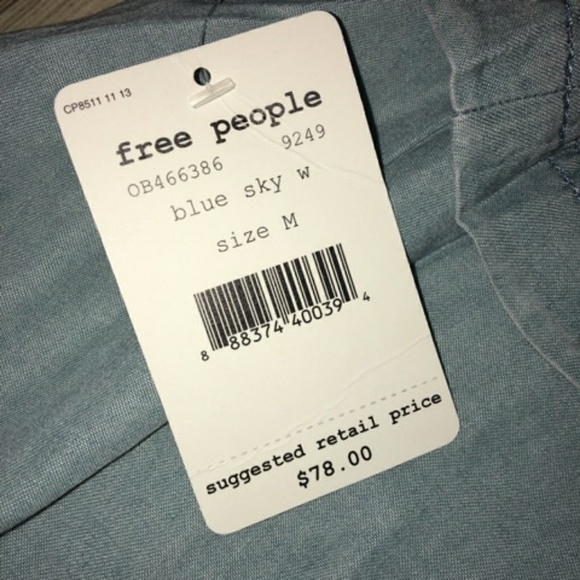 CP8511 11 13
free people
OB466386 9249
blue sky w
size M
8 88374 40039 4
suggested retail price
$78.00